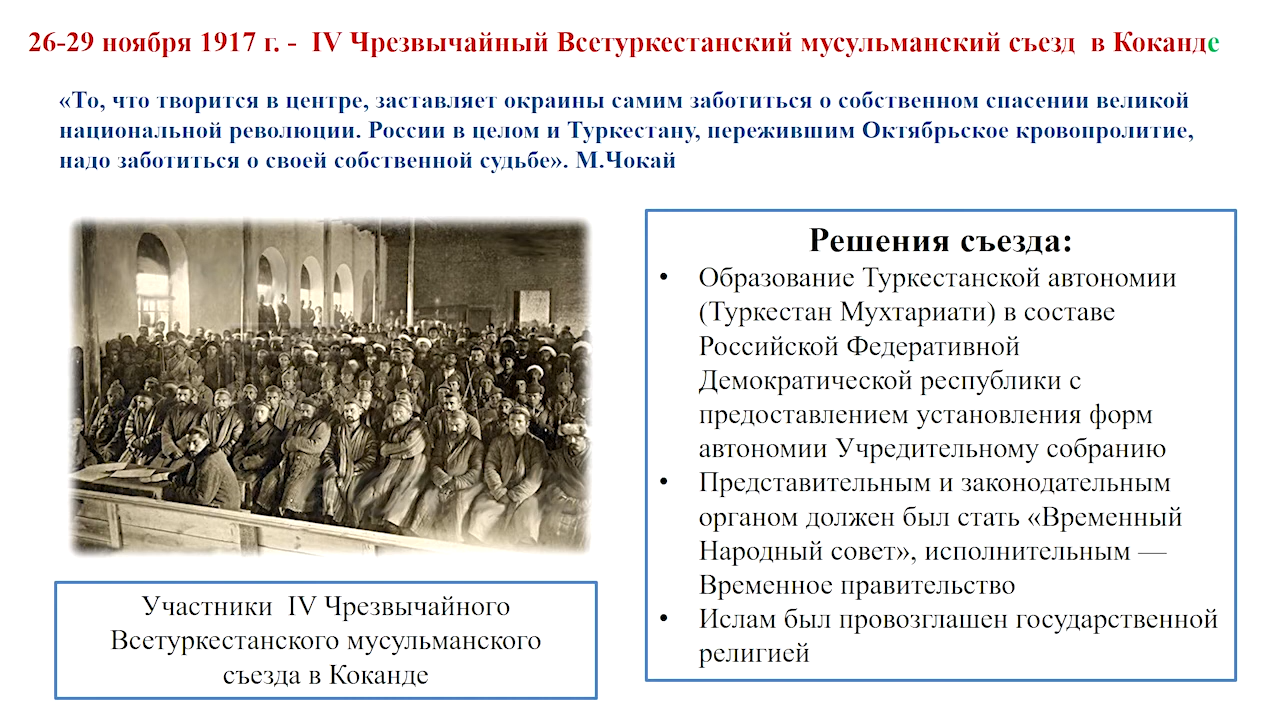 26-29 ноября 1917 г. - IV Чрезвычайный Всетуркестанский мусульманский съезд в Коканде
«То, что творится в центре, заставляет окраины самим заботиться о собственном спасении великой
национальной революции. России в целом и Туркестану, пережившим Октябрьское кровопролитие,
надо заботиться о своей собственной судьбе». М.Чокай
Участники IV Чрезвычайного
Всетуркестанского мусульманского
съезда в Коканде
Решения съезда:
• Образование Туркестанской автономии
(Туркестан Мухтариати) в составе
Российской Федеративной
Демократической республики с
предоставлением установления форм
автономии Учредительному собранию
• Представительным и законодательным
органом должен был стать «Временный
Народный совет», исполнительным —
Временное правительство
• Ислам был провозглашен государственной
религией